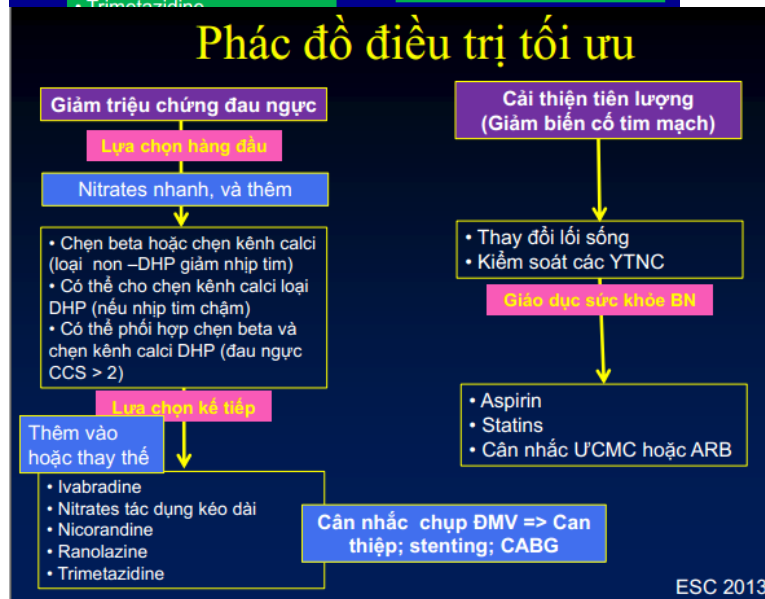 • Trimetazidine
Phác đồ điều trị tối ưu
Giảm triệu chứng đau ngực
Lựa chọn hàng đầu
Nitrates nhanh, và thêm
• Chẹn beta hoặc chẹn kênh calci
(loại non –DHP giảm nhịp tim)
• Có thể cho chẹn kênh calci loại
DHP (nếu nhịp tim chậm)
• Có thể phối hợp chẹn beta và
chẹn kênh calci DHP (đau ngực
CCS > 2)
Lựa chọn kế tiếp
Thêm vào
hoặc thay thế
• Ivabradine
• Nitrates tác dụng kéo dài
• Nicorandine
• Ranolazine
• Trimetazidine
Cải thiện tiên lượng
(Giảm biến cố tim mạch)
• Thay đổi lối sống
• Kiểm soát các YTNC
Giáo dục sức khỏe BN
• Aspirin
• Statins
• Cân nhắc ƯCMC hoặc ARB
Cân nhắc chụp ĐMV => Can
thiệp; stenting; CABG
ESC 2013